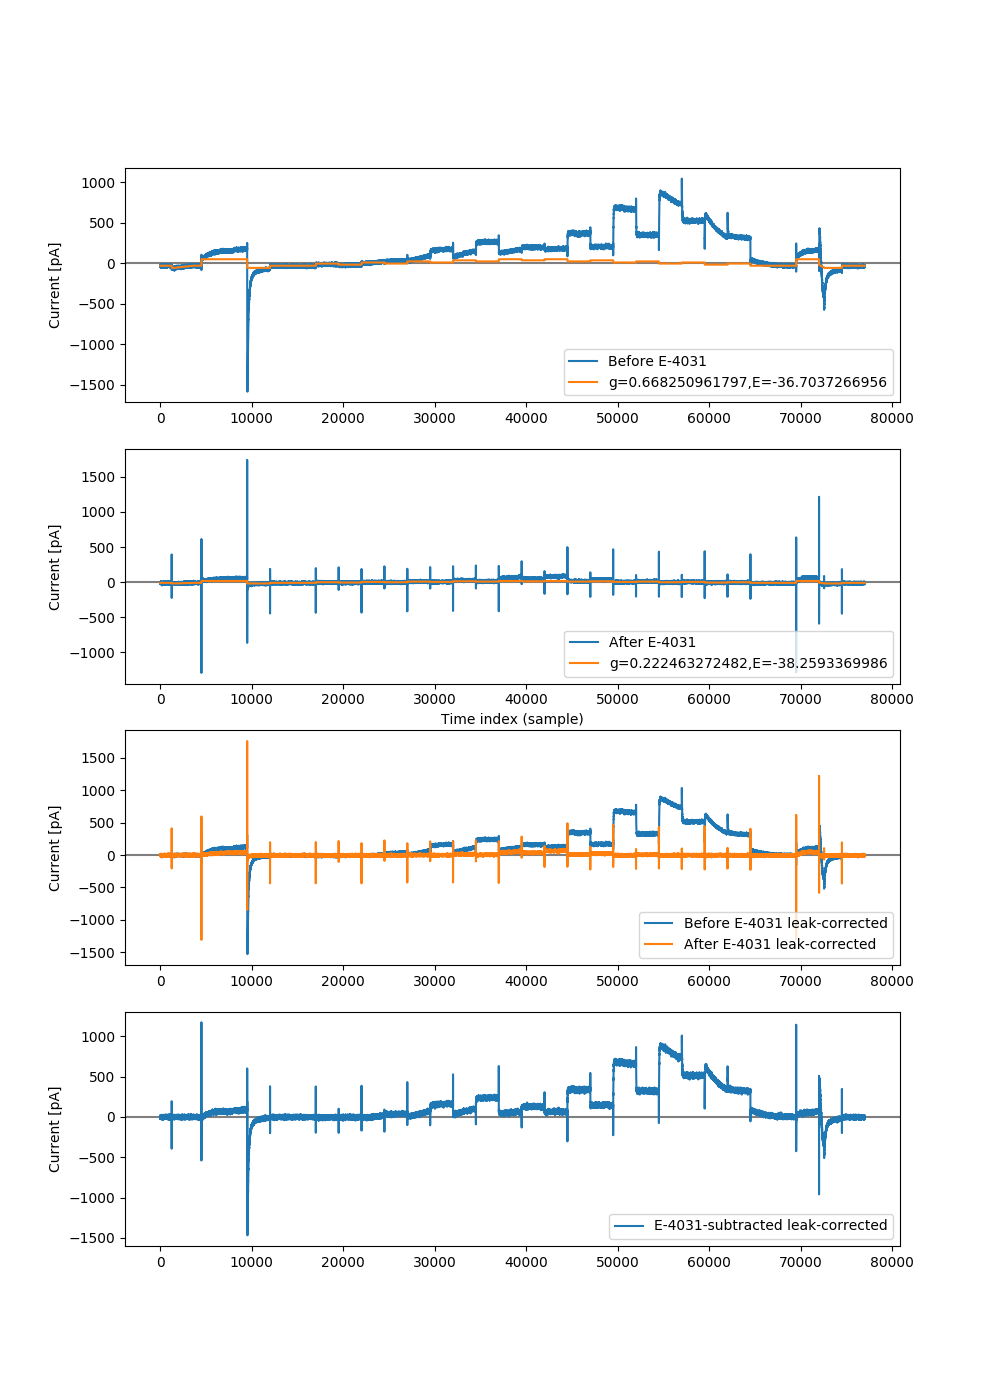 1000
500
0
−500
−1000
−1500
Current [pA]
Before E-4031
g=0.668250961797,E=-36.7037266956
0 10000 20000 30000 40000 50000 60000 70000 80000
1500
1000
500
0
−500
−1000
Current [pA]
After E-4031
g=0.222463272482,E=-38.2593369986
0 10000 20000 30000 40000 50000 60000 70000 80000
Time index (sample)
1500
1000
500
0
−500
−1000
−1500
Current [pA]
Before E-4031 leak-corrected
After E-4031 leak-corrected
0 10000 20000 30000 40000 50000 60000 70000 80000
1000
500
0
−500
−1000
−1500
Current [pA]
E-4031-subtracted leak-corrected
0 10000 20000 30000 40000 50000 60000 70000 80000